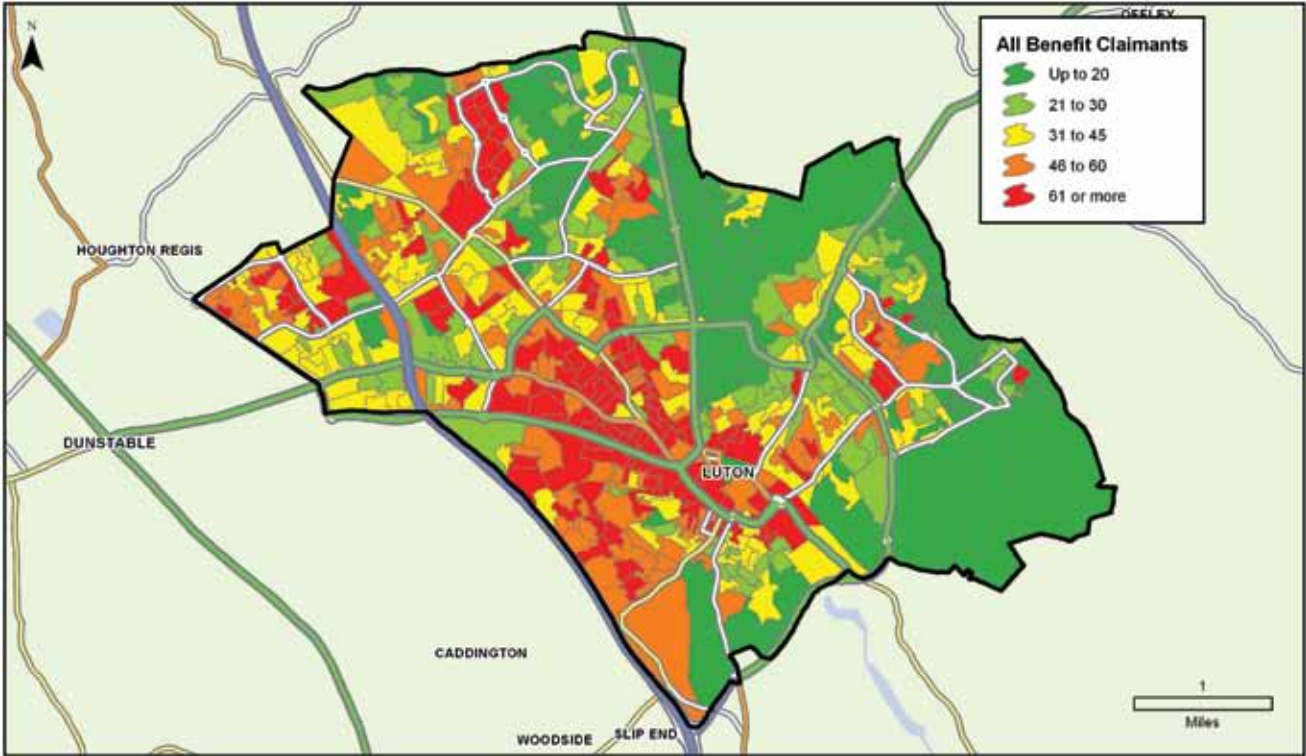 N
OFFLEY
All Benefit Claimants
Up to 20
21 to 30
31 to 45
46 to 60
61 or more
HOUGHTON REGIS
DUNSTABLE
LUTON
CADDINGTON
WOODSIDE
SLIP END
1
Miles